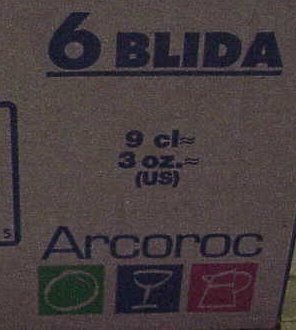 6 BLIDA
9 cl≈
3 oz.≈
(US)
s
Arcoroc